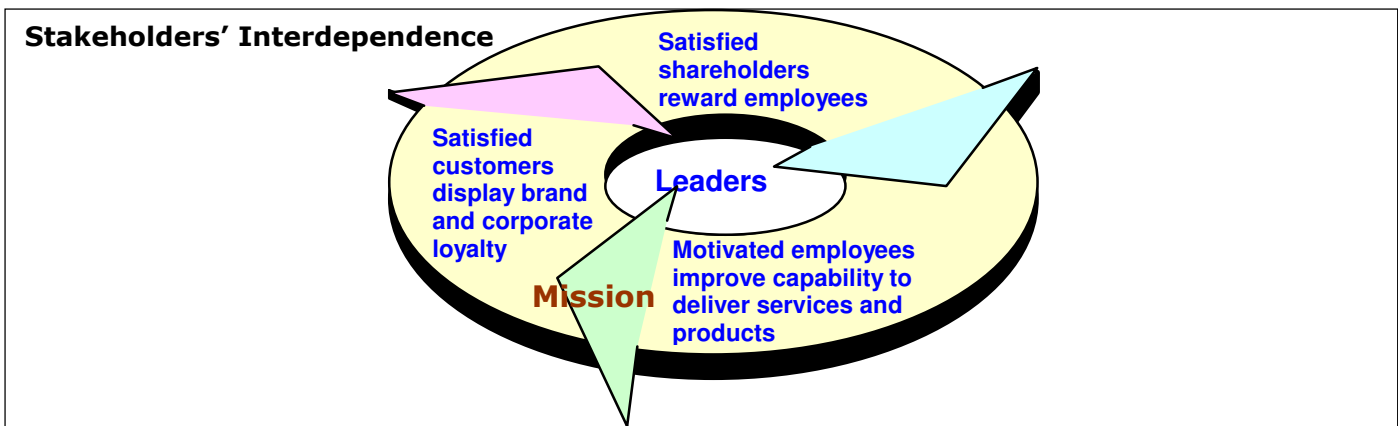 Stakeholders’ Interdependence
Satisfied
shareholders
reward employees
Satisfied
customers
display brand
and corporate
loyalty
Leaders
Motivated employees
improve capability to
deliver services and
products
Mission